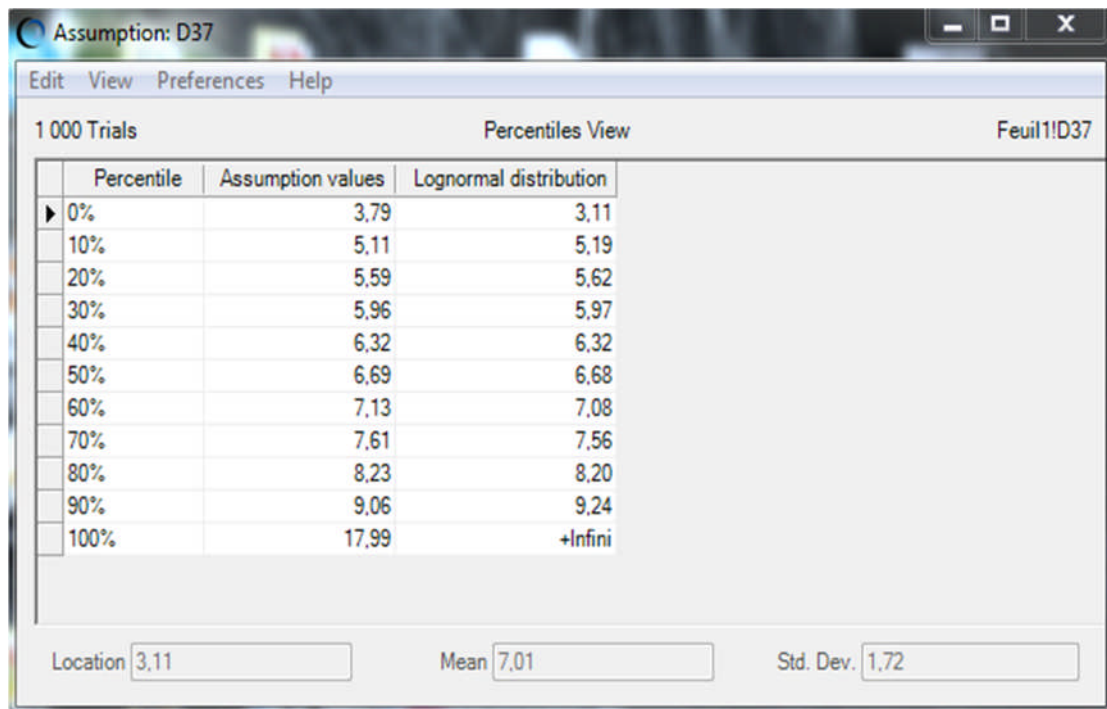 Assumption: D37
Edit View Preferences Help
1 000 Trials Percentiles View Feuil1!D37
Percentile Assumption values Lognormal distribution
0% 3,79 3,11
10% 5,11 5,19
20% 5,59 5,62
30% 5,96 5,97
40% 6,32 6,32
50% 6,69 6,68
60% 7,13 7,08
70% 7,61 7,56
80% 8,23 8,20
90% 9,06 9,24
100% 17,99 +Infini
Location 3,11 Mean 7,01 Std. Dev. 1,72